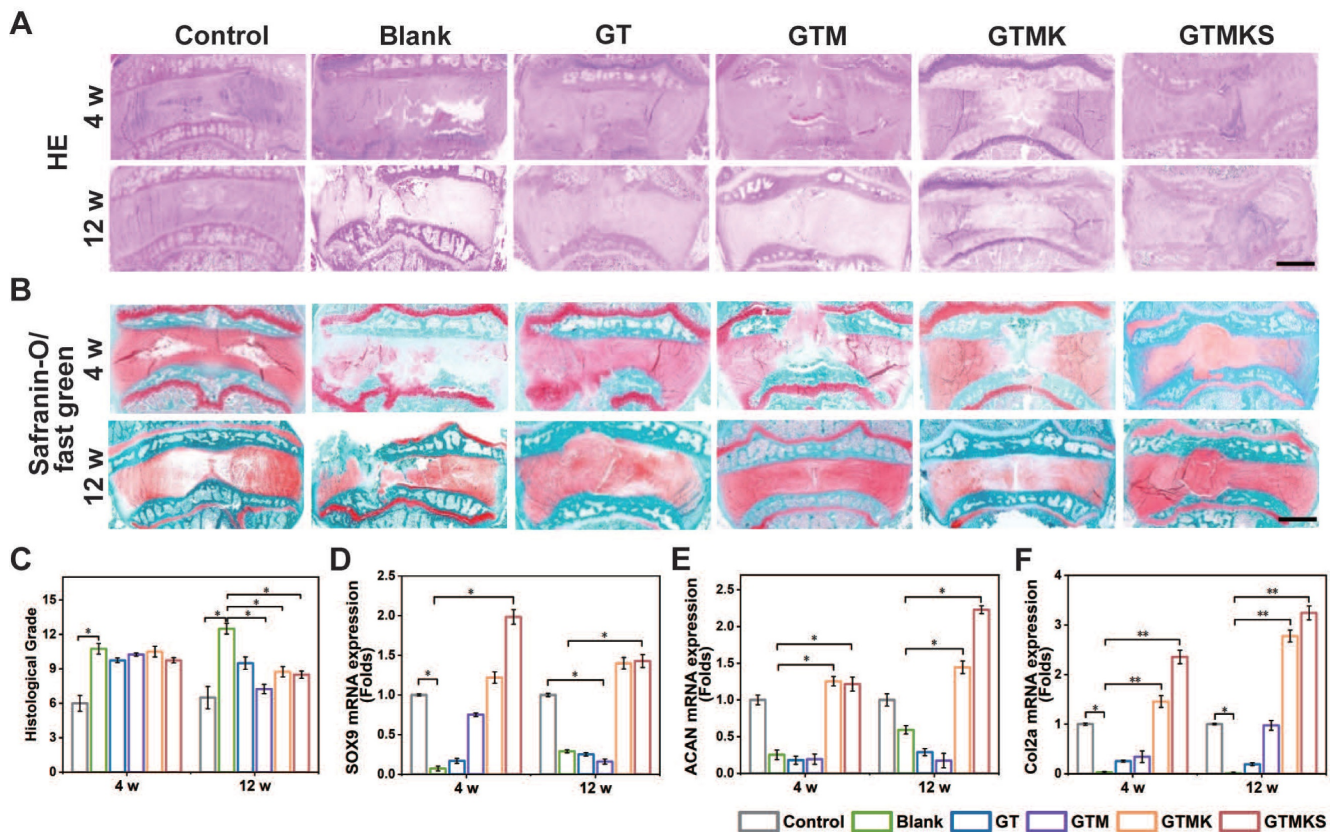 A
Control Blank GT GTM GTMK GTMKS
HE
4 w
12 w
B
Safranin-O/
fast green
4 w
12 w
C
Histological Grade
15
12
9
6
3
0
* * * * *
4 w 12 w
D
SOX9 mRNA expression
(Folds)
2.5
2.0
1.5
1.0
0.5
0.0
* * * *
4 w 12 w
E
ACAN mRNA expression
(Folds)
2.5
2.0
1.5
1.0
0.5
0.0
* * * *
4 w 12 w
F
Col2a mRNA expression
(Folds)
4
3
2
1
0
* ** ** * ** **
4 w 12 w
Control Blank GT GTM GTMK GTMKS